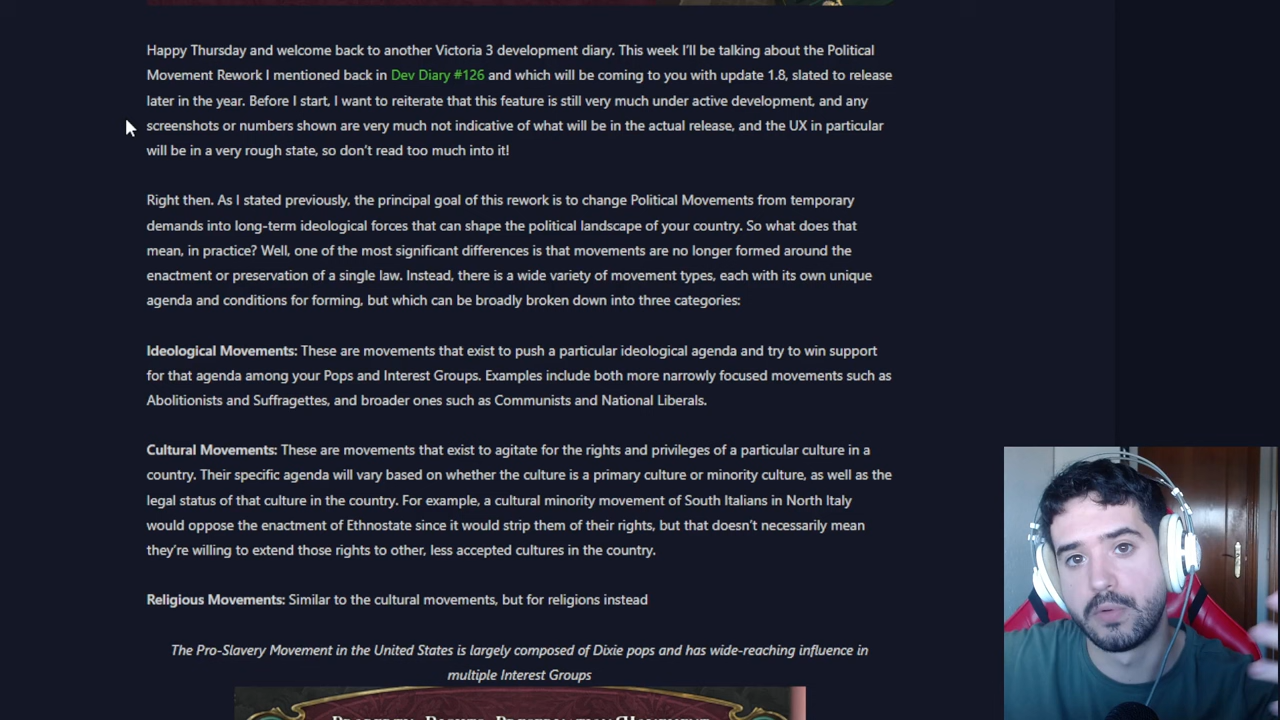 Happy Thursday and welcome back to another Victoria 3 development diary. This week I'll be talking about the Political
Movement Rework I mentioned back in Dev Diary #126 and which will be coming to you with update 1.8, slated to release
later in the year. Before I start, I want to reiterate that this feature is still very much under active development, and any
screenshots or numbers shown are very much not indicative of what will be in the actual release, and the UX in particular
will be in a very rough state, so don't read too much into it!
Right then. As I stated previously, the principal goal of this rework is to change Political Movements from temporary
demands into long-term ideological forces that can shape the political landscape of your country. So what does that
mean, in practice? Well, one of the most significant differences is that movements are no longer formed around the
enactment or preservation of a single law. Instead, there is a wide variety of movement types, each with its own unique
agenda and conditions for forming, but which can be broadly broken down into three categories:
Ideological Movements: These are movements that exist to push a particular ideological agenda and try to win support
for that agenda among your Pops and Interest Groups. Examples include both more narrowly focused movements such as
Abolitionists and Suffragettes, and broader ones such as Communists and National Liberals.
Cultural Movements: These are movements that exist to agitate for the rights and privileges of a particular culture in a
country. Their specific agenda will vary based on whether the culture is a primary culture or minority culture, as well as the
legal status of that culture in the country. For example, a cultural minority movement of South Italians in North Italy
would oppose the enactment of Ethnostate since it would strip them of their rights, but that doesn't necessarily mean
they're willing to extend those rights to other, less accepted cultures in the country.
Religious Movements: Similar to the cultural movements, but for religions instead
The Pro-Slavery Movement in the United States is largely composed of Dixie pops and has wide-reaching influence in
multiple Interest Groups